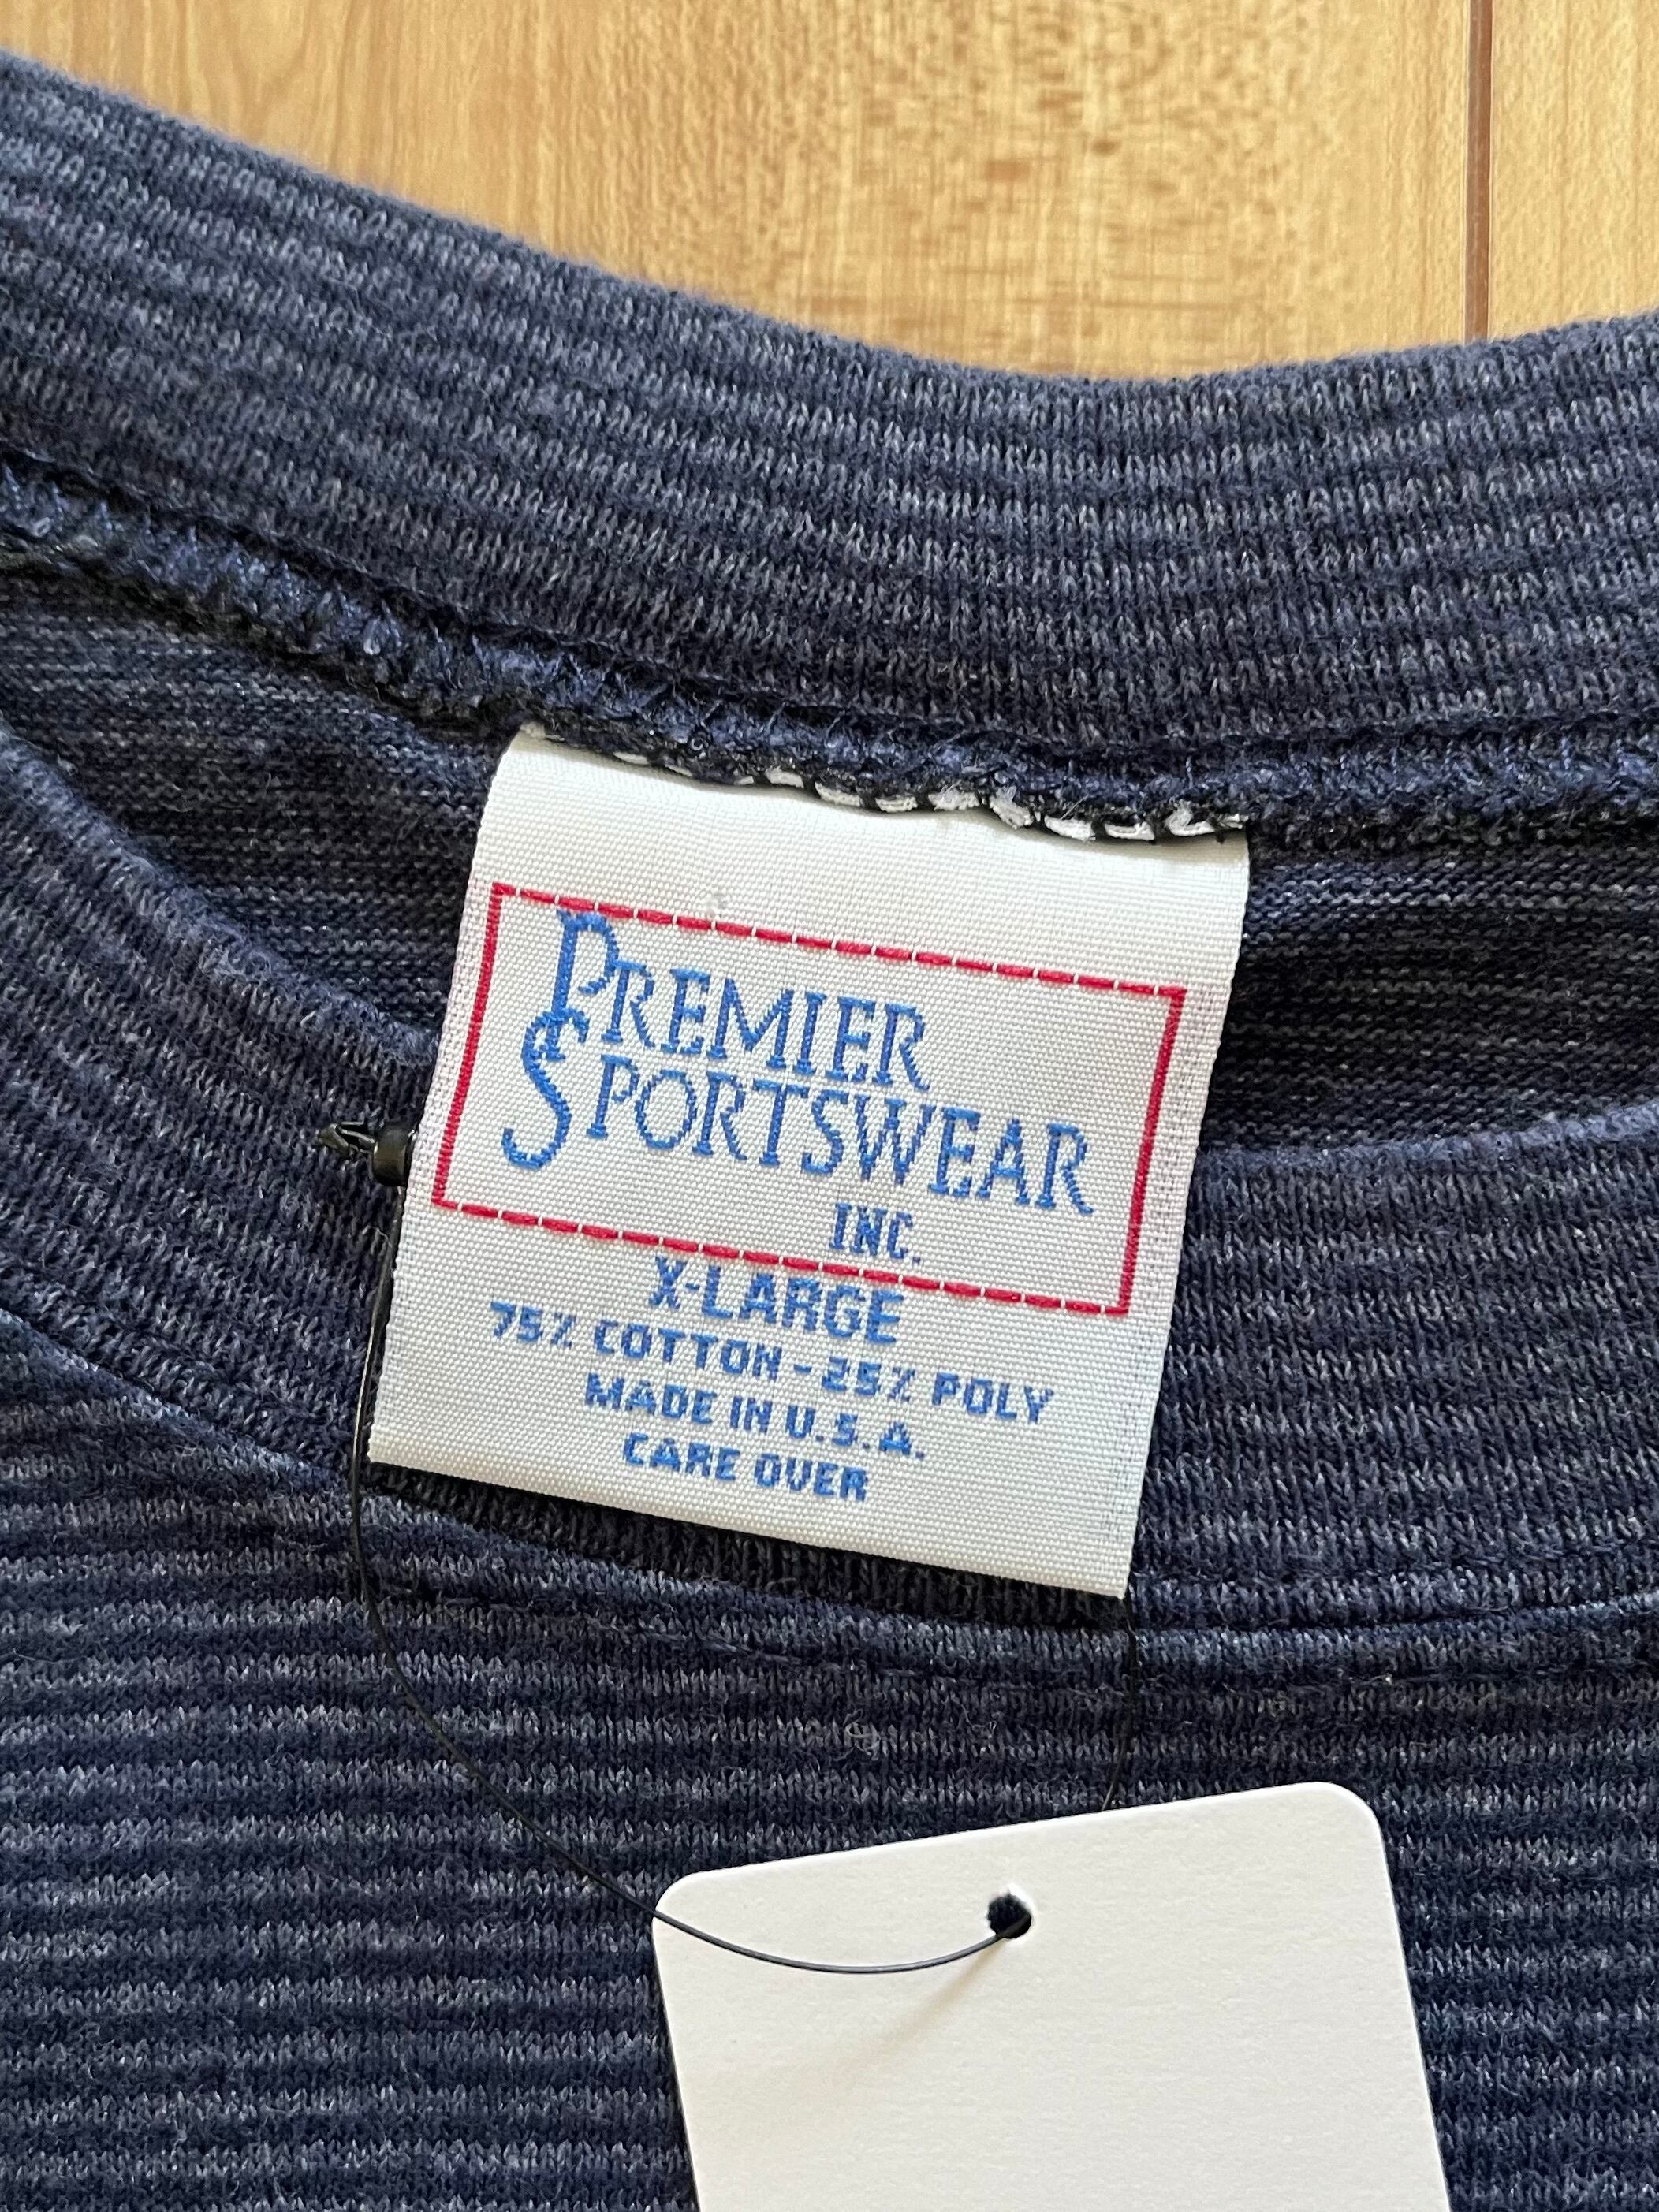 PREMIER
SPORTSWEAR
INC.
X-LARGE
75% COTTON-25% POLY
MADE IN U.S.A.
CARE OVER